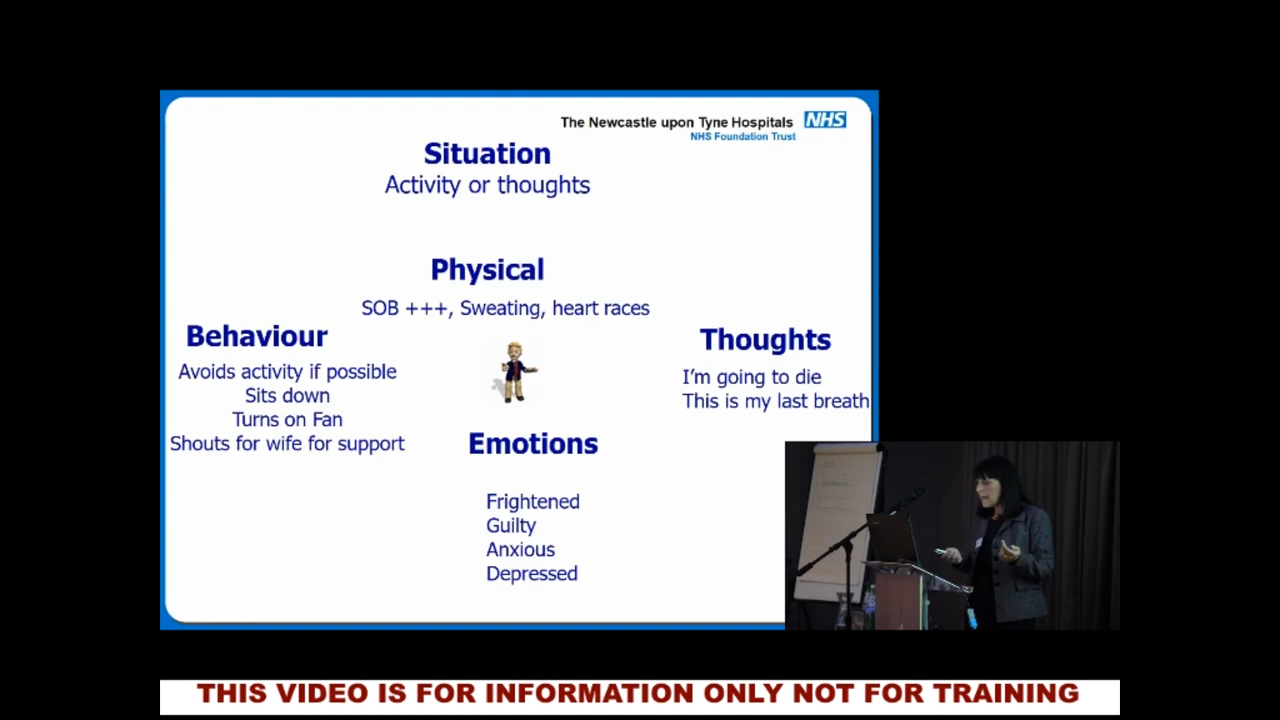 The Newcastle upon Tyne Hospitals NHS
NHS Foundation Trust
Situation
Activity or thoughts
Physical
SOB +++, Sweating, heart races
Behaviour
Avoids activity if possible
Sits down
Turns on Fan
Shouts for wife for support
Thoughts
I'm going to die
This is my last breath
Emotions
Frightened
Guilty
Anxious
Depressed
THIS VIDEO IS FOR INFORMATION ONLY NOT FOR TRAINING